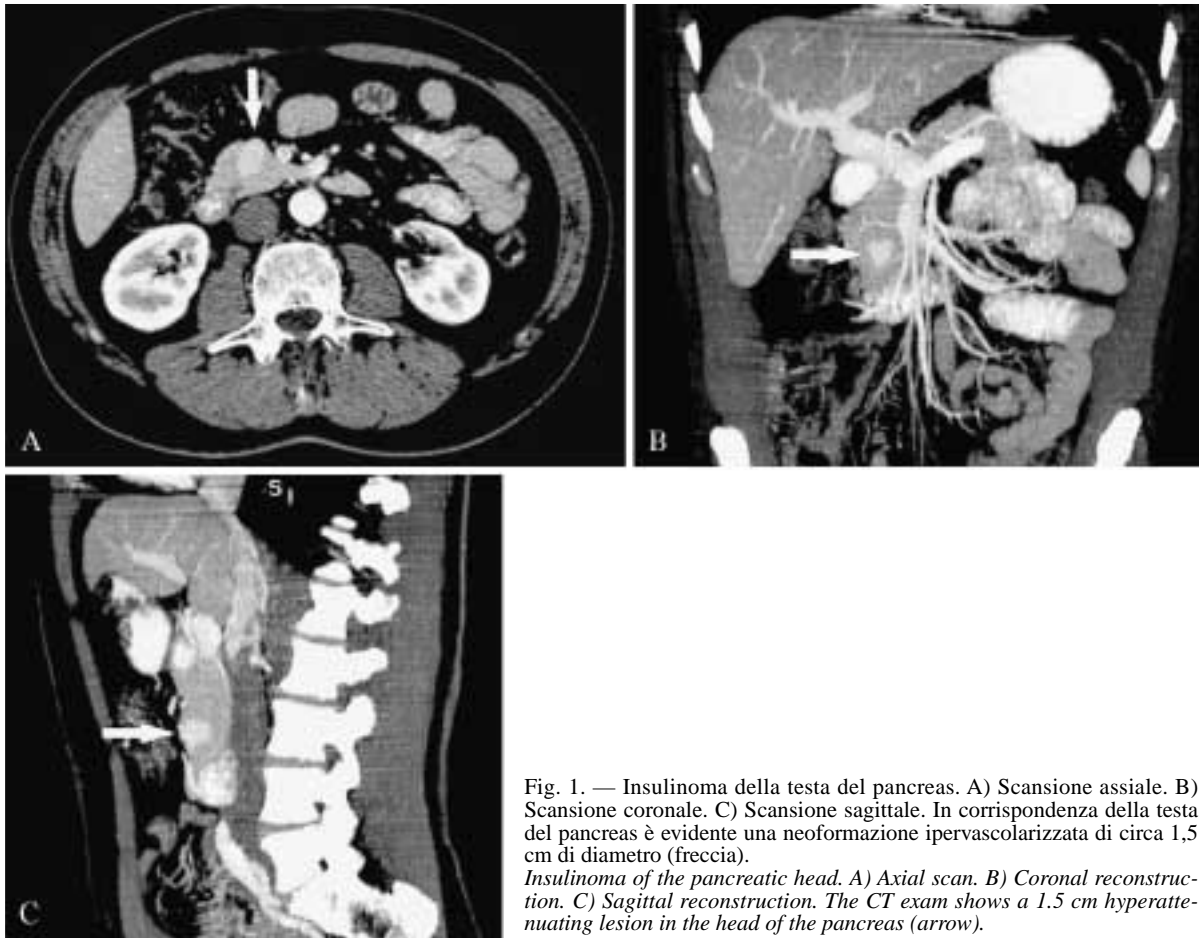 A
B
S
C
Fig. 1. — Insulinoma della testa del pancreas. A) Scansione assiale. B)
Scansione coronale. C) Scansione sagittale. In corrispondenza della testa
del pancreas è evidente una neoformazione ipervascolarizzata di circa 1,5
cm di diametro (freccia).
Insulinoma of the pancreatic head. A) Axial scan. B) Coronal reconstruc-
tion. C) Sagittal reconstruction. The CT exam shows a 1.5 cm hyperatte-
nuating lesion in the head of the pancreas (arrow).